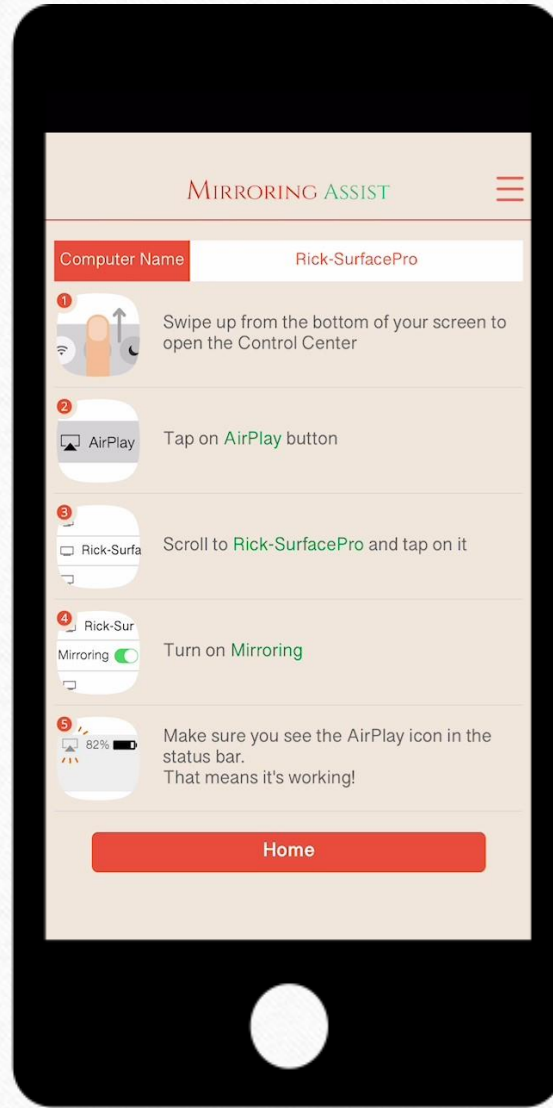 MIRRORING ASSIST
Computer Name Rick-SurfacePro
1
Swipe up from the bottom of your screen to
open the Control Center
2
AirPlay
Tap on AirPlay button
3
Rick-Surfa
Scroll to Rick-SurfacePro and tap on it
4
Rick-Sur
Mirroring
Turn on Mirroring
5
82%
Make sure you see the AirPlay icon in the
status bar.
That means it's working!
Home